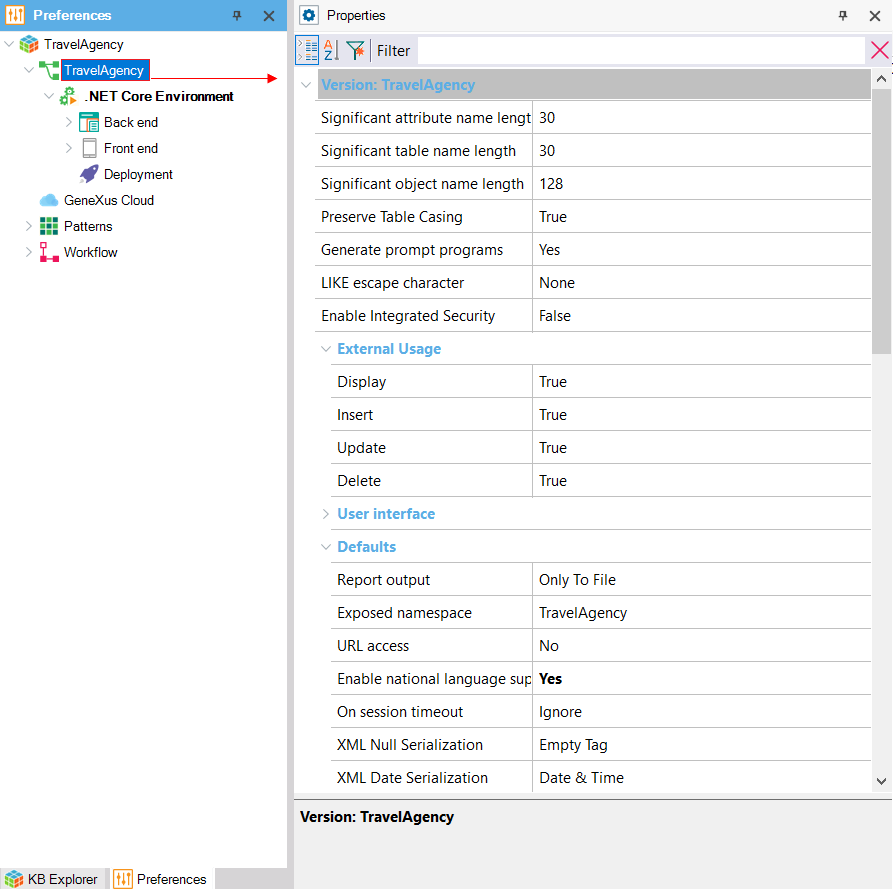 Preferences
TravelAgency
TravelAgency
.NET Core Environment
Back end
Front end
Deployment
GeneXus Cloud
Patterns
Workflow
KB Explorer
Preferences
Properties
A Z Filter
Version: TravelAgency
Significant attribute name lengt 30
Significant table name length 30
Significant object name length 128
Preserve Table Casing True
Generate prompt programs Yes
LIKE escape character None
Enable Integrated Security False
External Usage
Display True
Insert True
Update True
Delete True
User interface
Defaults
Report output Only To File
Exposed namespace TravelAgency
URL access No
Enable national language sup Yes
On session timeout Ignore
XML Null Serialization Empty Tag
XML Date Serialization Date & Time
Version: TravelAgency